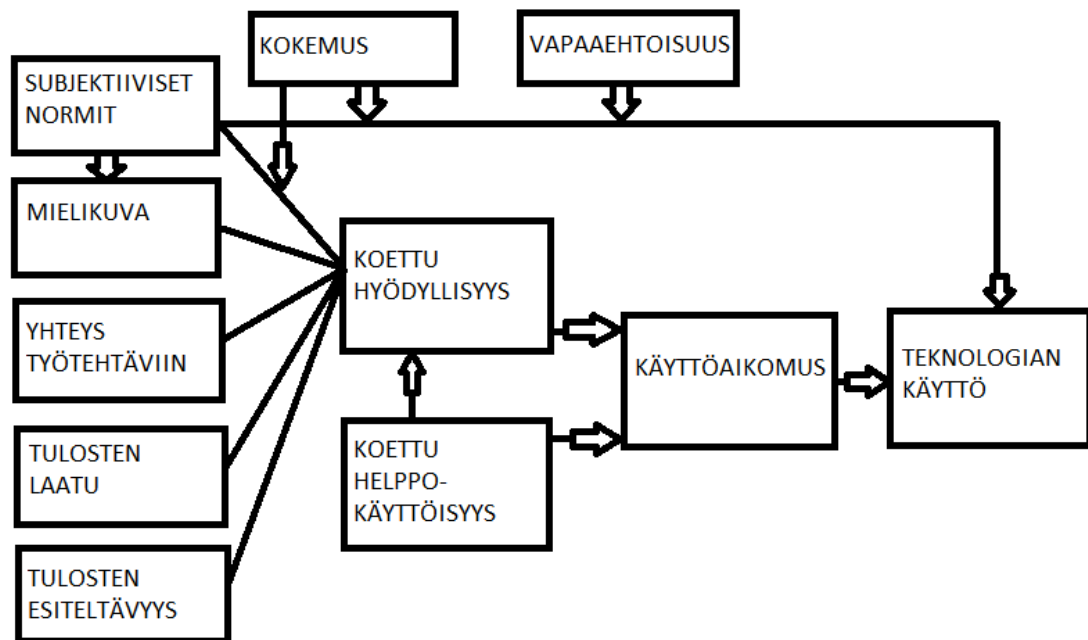 KOKEMUS
VAPAAEHTOISUUS
SUBJEKTIIVISET
NORMIT
MIELIKUVA
KOETTU
HYÖDYLLISYYS
YHTEYS
TYÖTEHTÄVIIN
KÄYTTÖAIKOMUS
TEKNOLOGIAN
KÄYTTÖ
TULOSTEN
LAATU
KOETTU
HELPPO-
KÄYTTÖISYYS
TULOSTEN
ESITELTÄVYYS